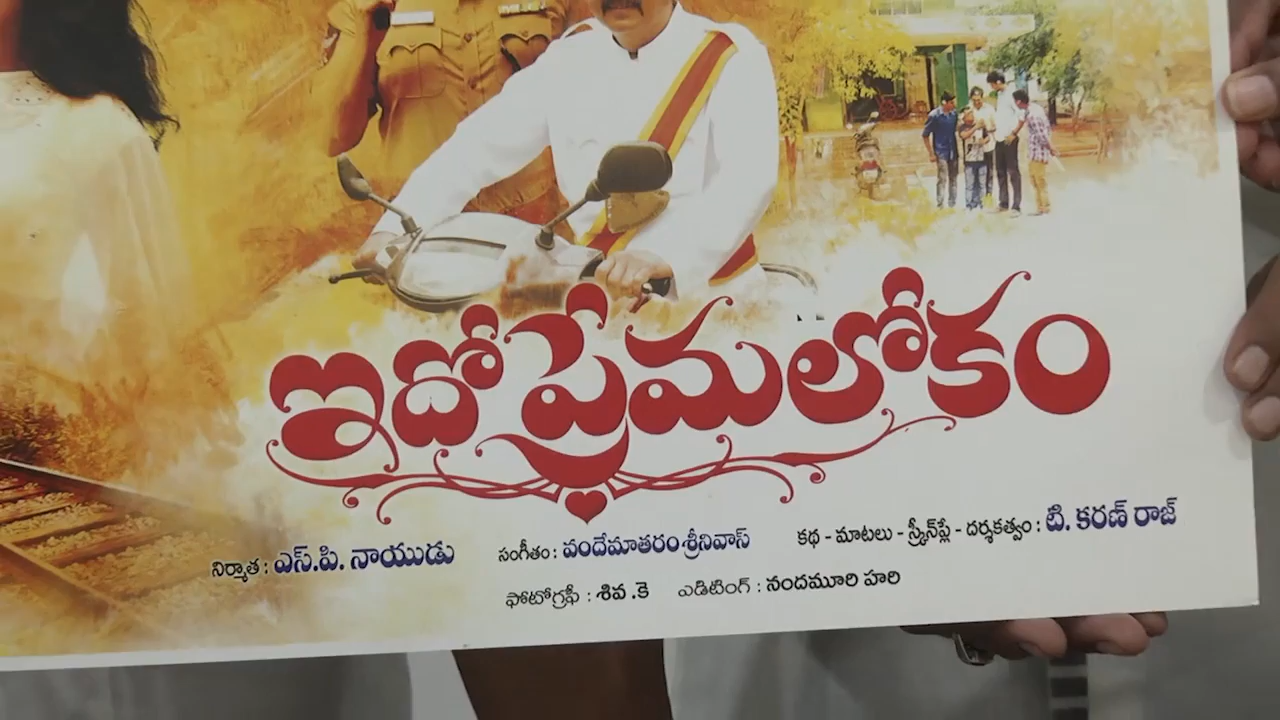 ఇదో ప్రేమలోకం
నిర్మాత : ఎస్.పి. నాయుడు సంగీతం : వందేమాతరం శ్రీనివాస్ కథ - మాటలు - స్క్రీన్‌ప్లే - దర్శకత్వం : టి. కరణ్ రాజ్
ఫోటోగ్రఫీ : శివ .కె ఎడిటింగ్ : నందమూరి హరి